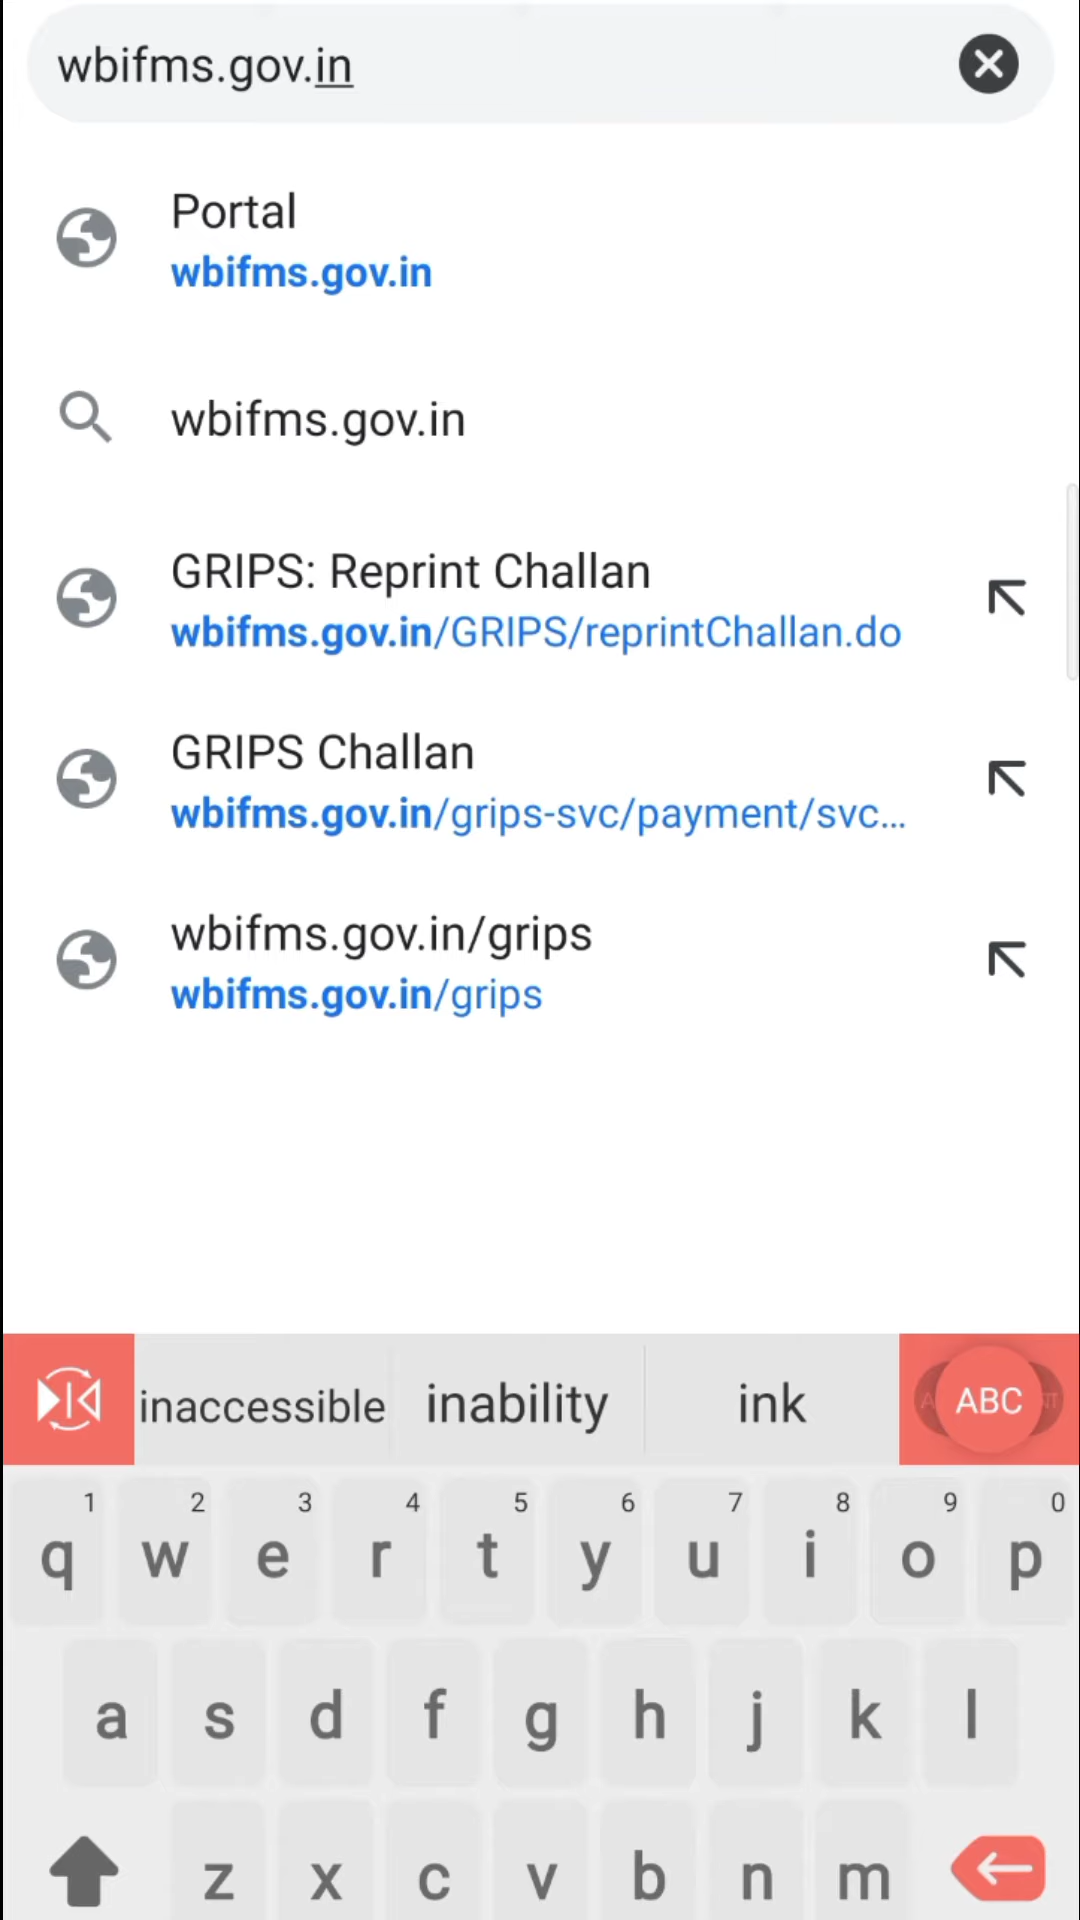 wbifms.gov.in
Portal
wbifms.gov.in
wbifms.gov.in
GRIPS: Reprint Challan
wbifms.gov.in/GRIPS/reprintChallan.do
GRIPS Challan
wbifms.gov.in/grips-svc/payment/svc...
wbifms.gov.in/grips
wbifms.gov.in/grips
inaccessible inability ink ABC
1 2 3 4 5 6 7 8 9 0
q w e r t y u i o p
a s d f g h j k l
z x c v b n m